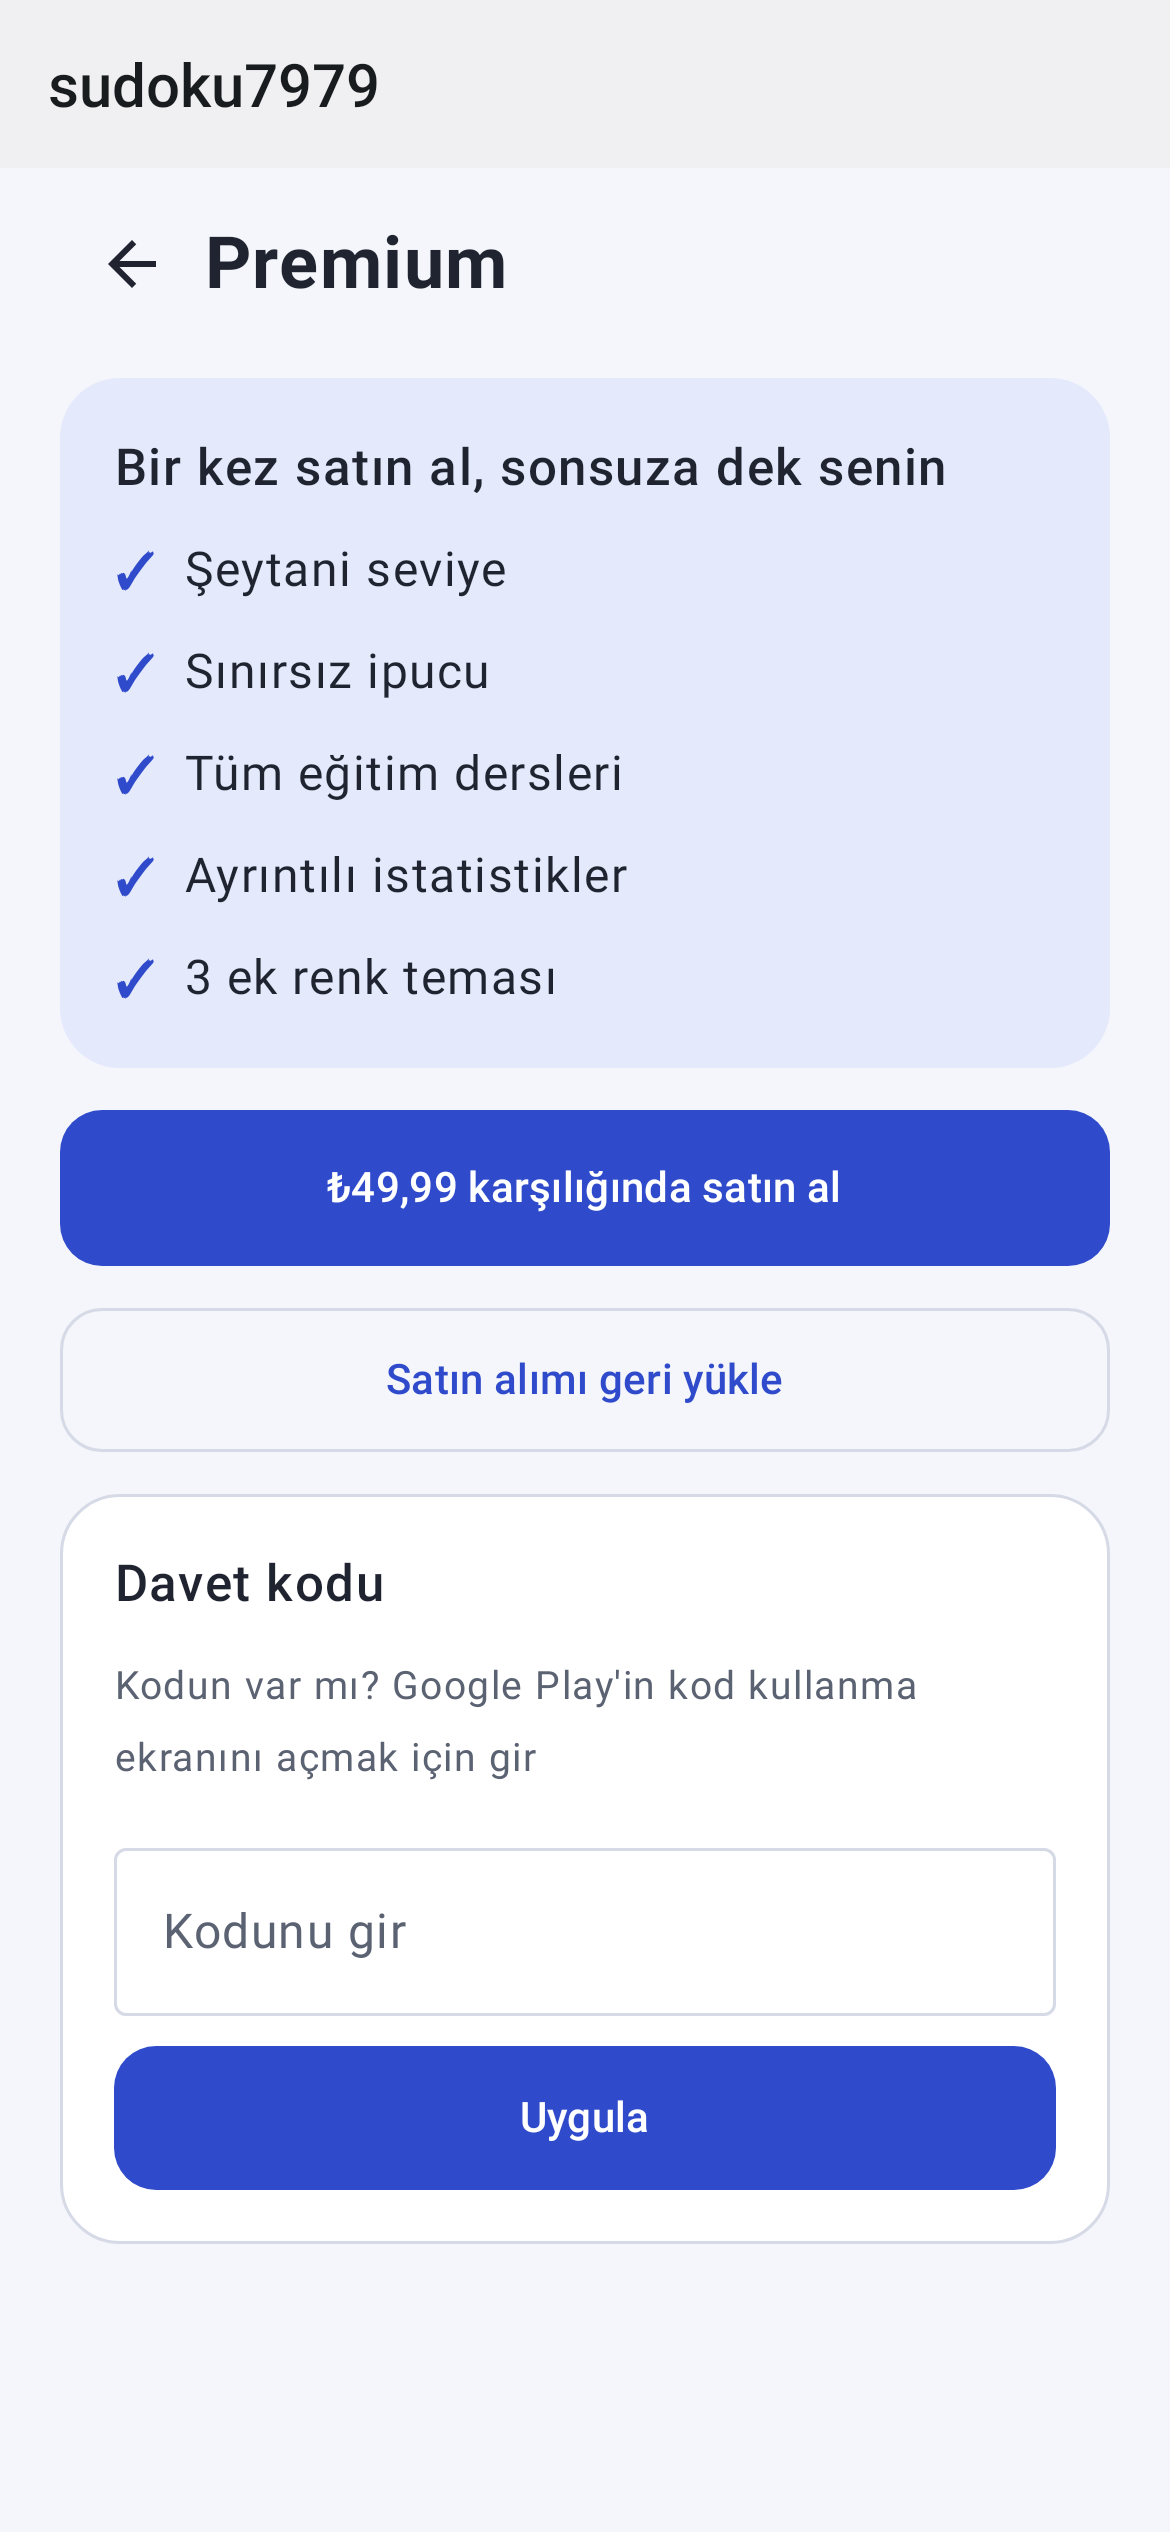 sudoku7979
Premium
Bir kez satın al, sonsuza dek senin
✓ Şeytani seviye
✓ Sınırsız ipucu
✓ Tüm eğitim dersleri
✓ Ayrıntılı istatistikler
✓ 3 ek renk teması
₺49,99 karşılığında satın al
Satın alımı geri yükle
Davet kodu
Kodun var mı? Google Play'in kod kullanma
ekranını açmak için gir
Kodunu gir
Uygula